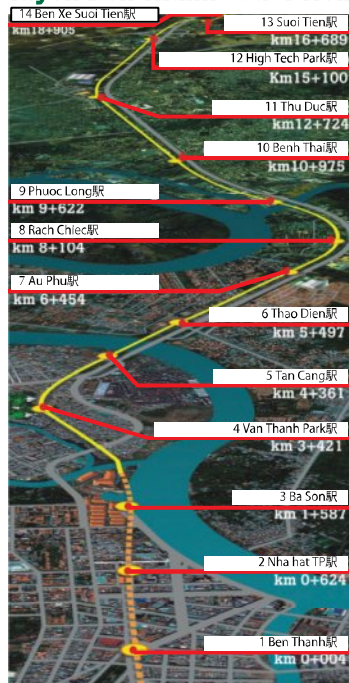 14 Ben Xe Suoi Tien駅
km18+905
13 Suoi Tien駅
km16+689
12 High Tech Park駅
Km15+100
11 Thu Duc駅
km12+724
10 Benh Thai駅
km10+975
9 Phuoc Long駅
km 9+622
8 Rach Chlec駅
km 8+104
7 Au Phu駅
km 6+454
6 Thao Dien駅
km 5+497
5 Tan Cang駅
km 4+361
4 Van Thanh Park駅
km 3+421
3 Ba Son駅
km 1+587
2 Nha hat TP駅
km 0+624
1 Ben Thanh駅
km 0+004